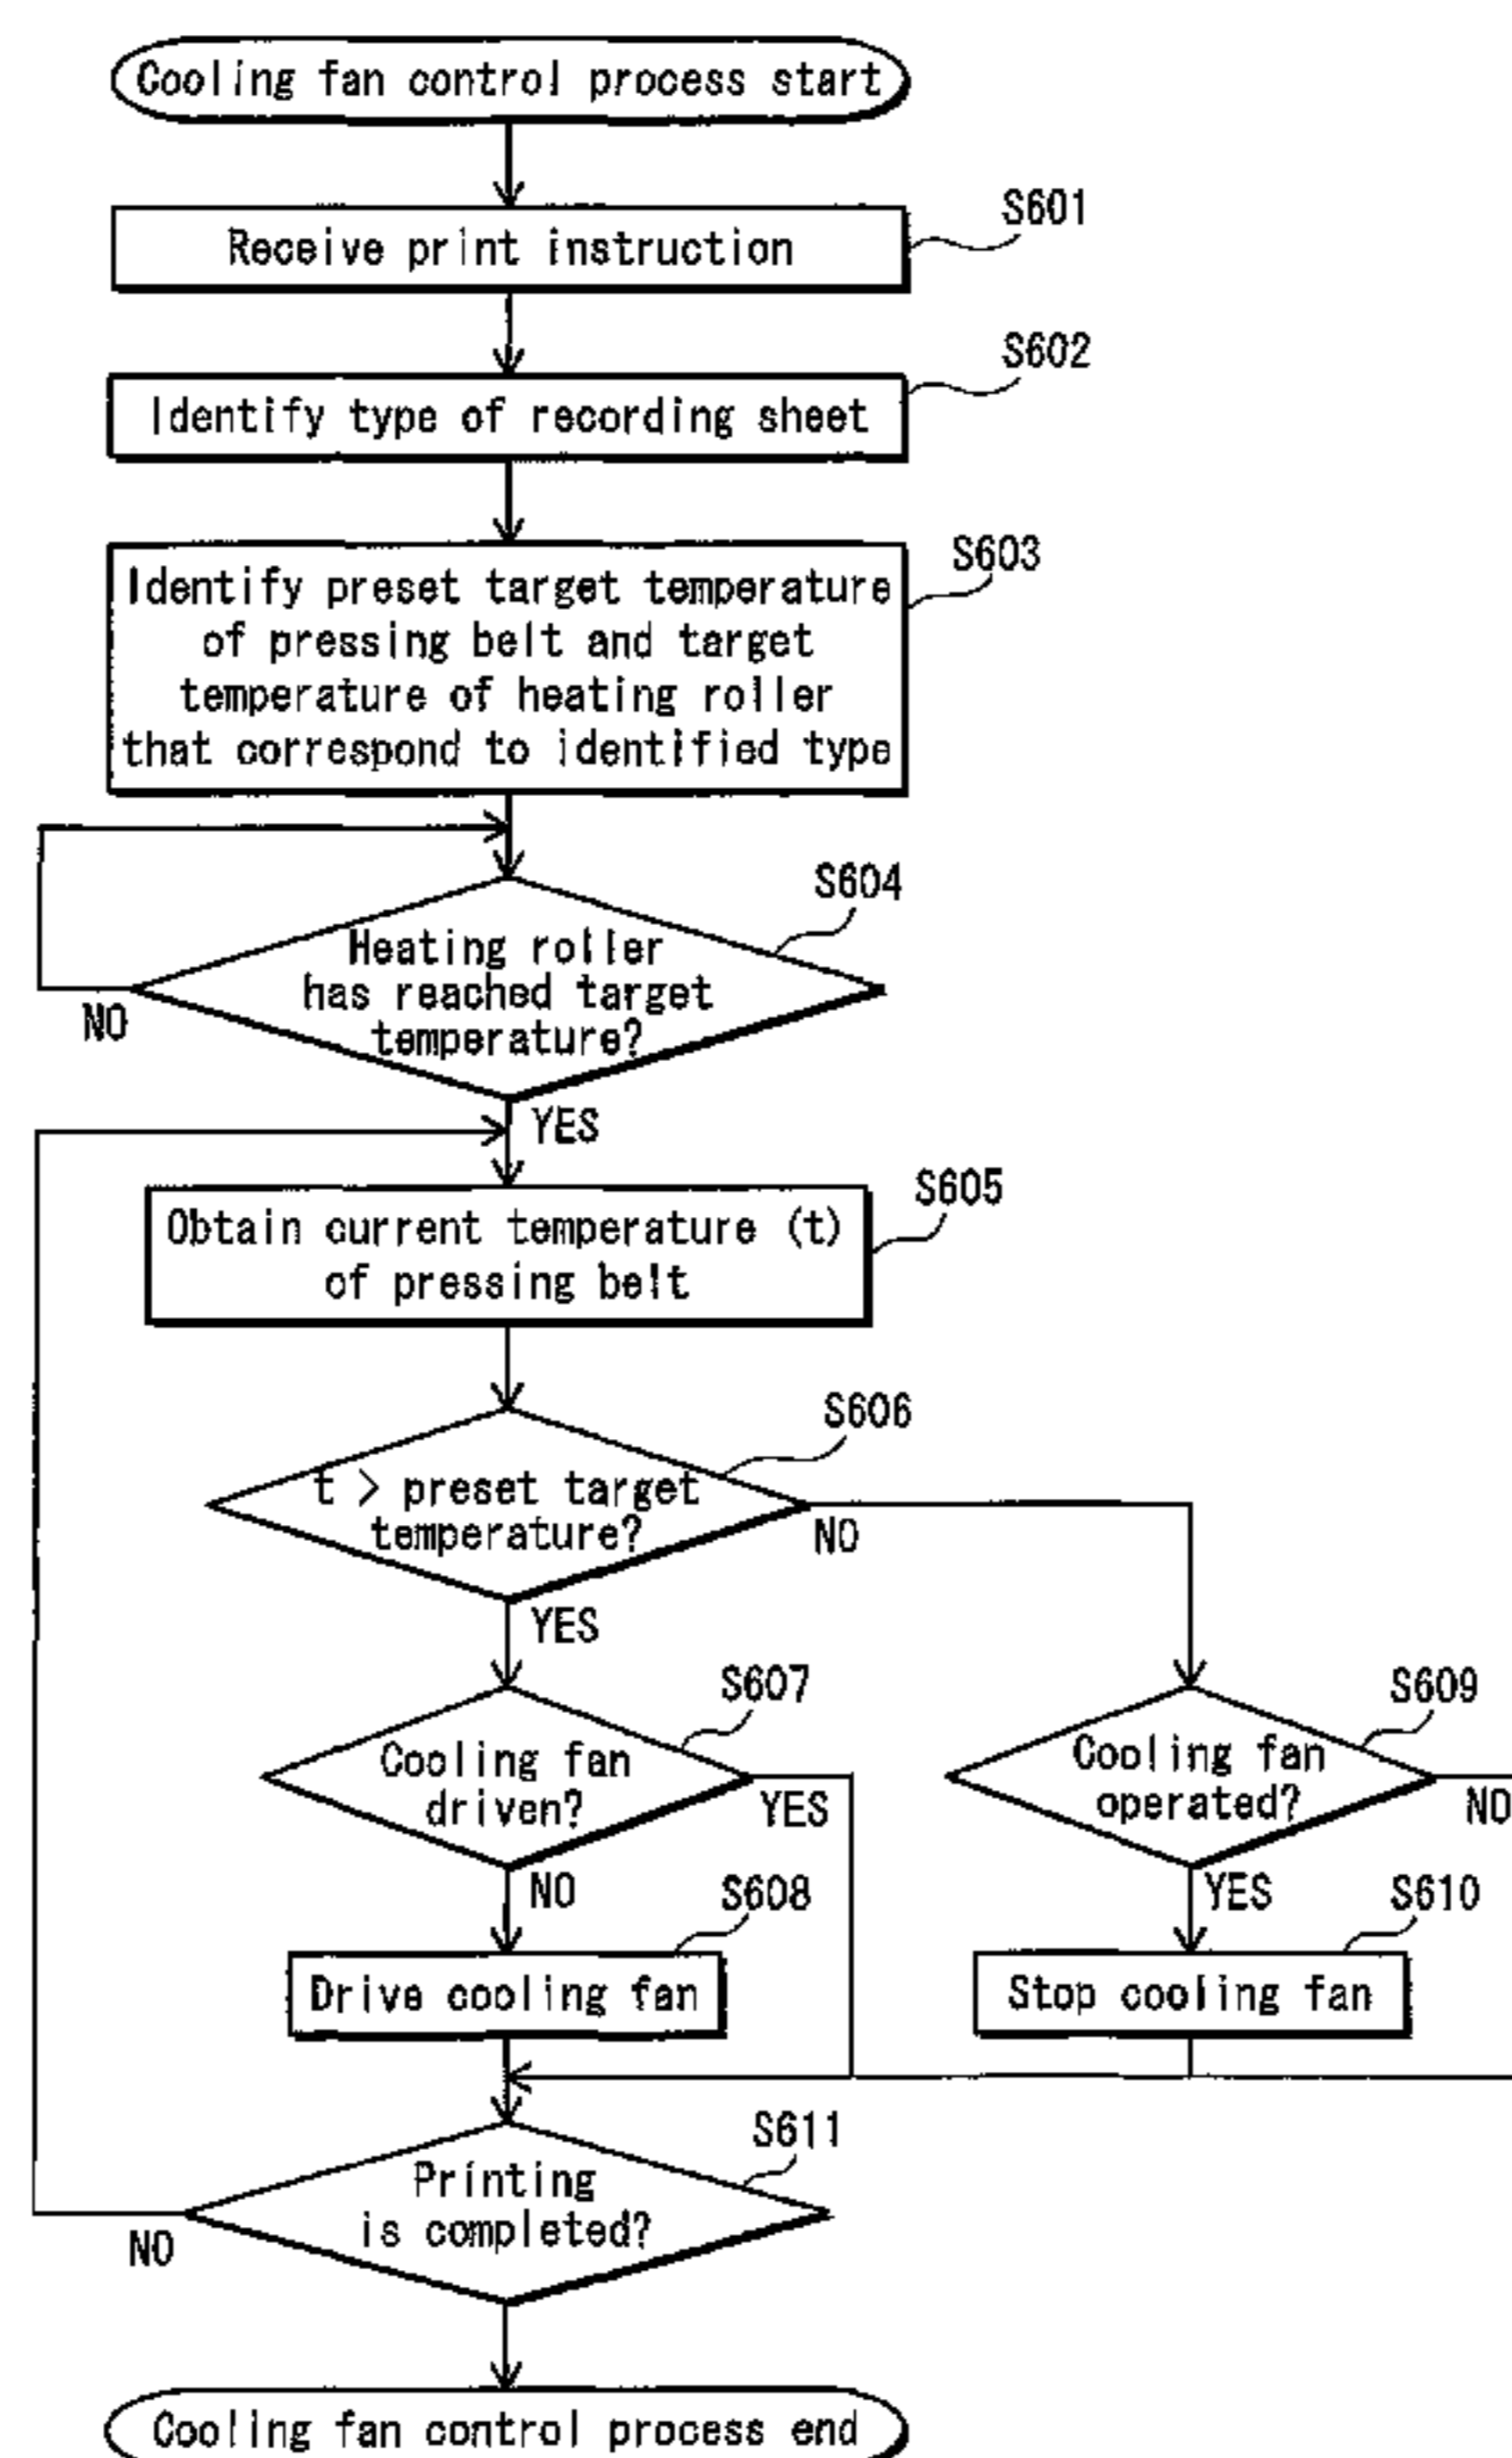 Cooling fan control process start
S601
Receive print instruction
S602
Identify type of recording sheet
S603
Identify preset target temperature
of pressing belt and target
temperature of heating roller
that correspond to identified type
S604
Heating roller
has reached target
temperature?
NO
YES
S605
Obtain current temperature (t)
of pressing belt
S606
t > preset target
temperature?
NO
YES
S607
Cooling fan
driven?
YES
NO
S609
Cooling fan
operated?
NO
YES
S608
Drive cooling fan
S610
Stop cooling fan
S611
Printing
is completed?
NO
Cooling fan control process end